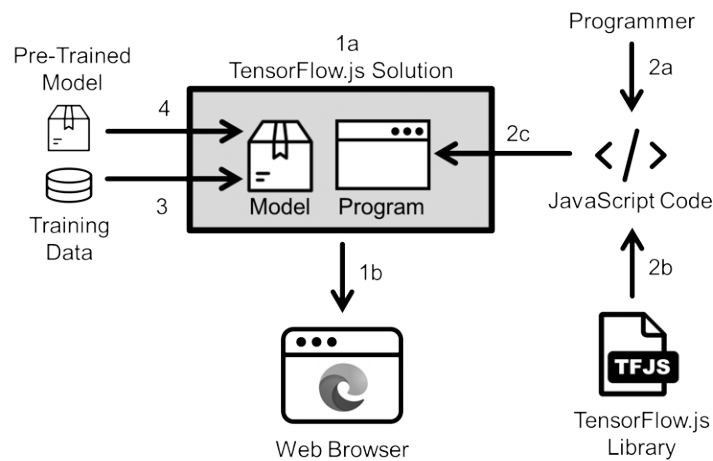 Programmer
1a
TensorFlow.js Solution
Pre-Trained
Model
2a
4
2c
JavaScript Code
Model
Program
3
Training
Data
1b
2b
TFJS
Web Browser
TensorFlow.js
Library